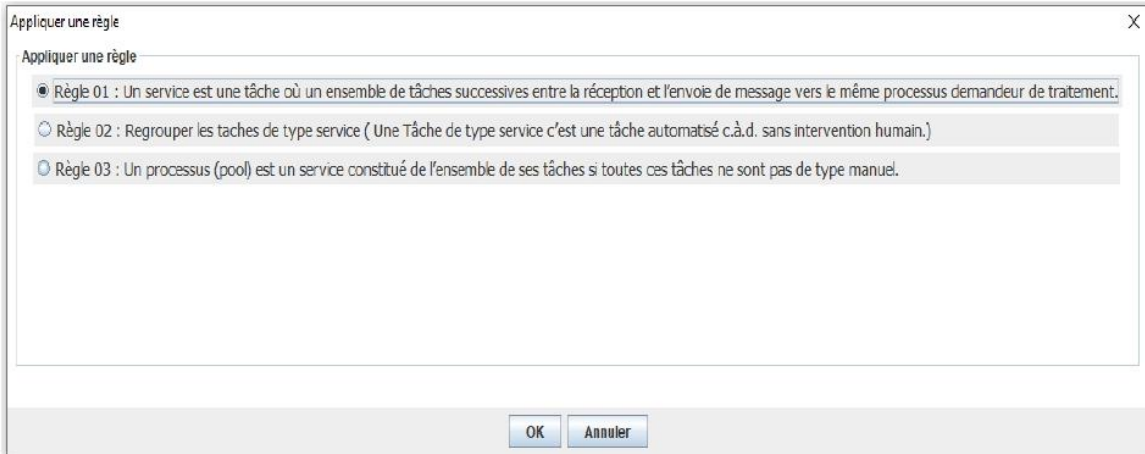 Appliquer une règle
X
Appliquer une règle
Règle 01 : Un service est une tâche où un ensemble de tâches successives entre la réception et l'envoie de message vers le même processus demandeur de traitement.
Règle 02 : Regrouper les taches de type service ( Une Tâche de type service c'est une tâche automatisé c.à.d. sans intervention humain.)
Règle 03 : Un processus (pool) est un service constitué de l'ensemble de ses tâches si toutes ces tâches ne sont pas de type manuel.
OK Annuler